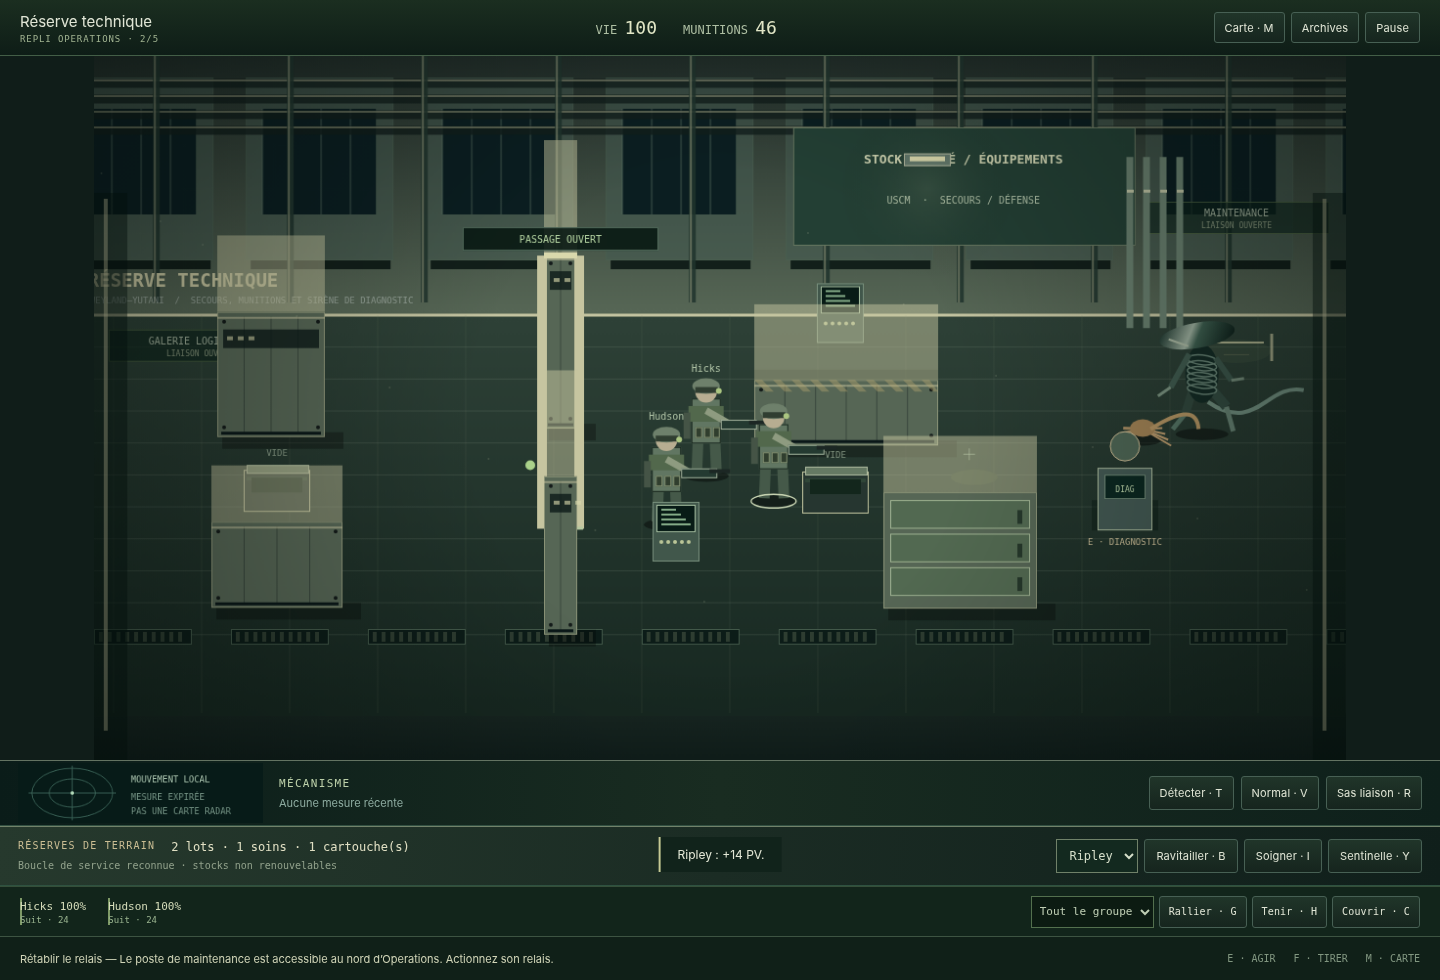 Réserve technique
REPLI OPERATIONS · 2/5
VIE 100 MUNITIONS 46
Carte · M
Archives
Pause
STOCK É / ÉQUIPEMENTS
USCM · SECOURS / DÉFENSE
MAINTENANCE
LIAISON OUVERTE
PASSAGE OUVERT
RÉSERVE TECHNIQUE
WEYLAND-YUTANI / SECOURS, MUNITIONS ET SIRÈNE DE DIAGNOSTIC
GALERIE LOGI
LIAISON OUV
Hicks
Hudson
VIDE
VIDE
DIAG
E · DIAGNOSTIC
MOUVEMENT LOCAL
MESURE EXPIRÉE
PAS UNE CARTE RADAR
MÉCANISME
Aucune mesure récente
Détecter · T
Normal · V
Sas liaison · R
RÉSERVES DE TERRAIN 2 lots · 1 soins · 1 cartouche(s)
Boucle de service reconnue · stocks non renouvelables
Ripley : +14 PV.
Ripley
Ravitailler · B
Soigner · I
Sentinelle · Y
Hicks 100%
Suit · 24
Hudson 100%
Suit · 24
Tout le groupe
Rallier · G
Tenir · H
Couvrir · C
Rétablir le relais — Le poste de maintenance est accessible au nord d'Operations. Actionnez son relais.
E · AGIR F · TIRER M · CARTE